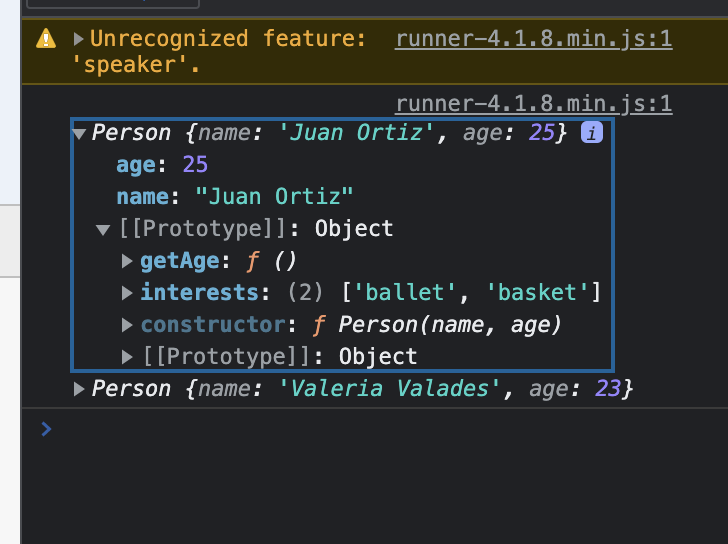 Unrecognized feature: runner-4.1.8.min.js:1
'speaker'.
runner-4.1.8.min.js:1
Person {name: 'Juan Ortiz', age: 25} i
age: 25
name: "Juan Ortiz"
[[Prototype]]: Object
getAge: ƒ ()
interests: (2) ['ballet', 'basket']
constructor: ƒ Person(name, age)
[[Prototype]]: Object
Person {name: 'Valeria Valades', age: 23}